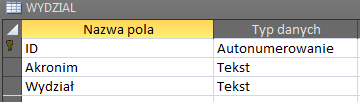 WYDZIAL
Nazwa pola Typ danych
ID Autonumerowanie
Akronim Tekst
Wydział Tekst